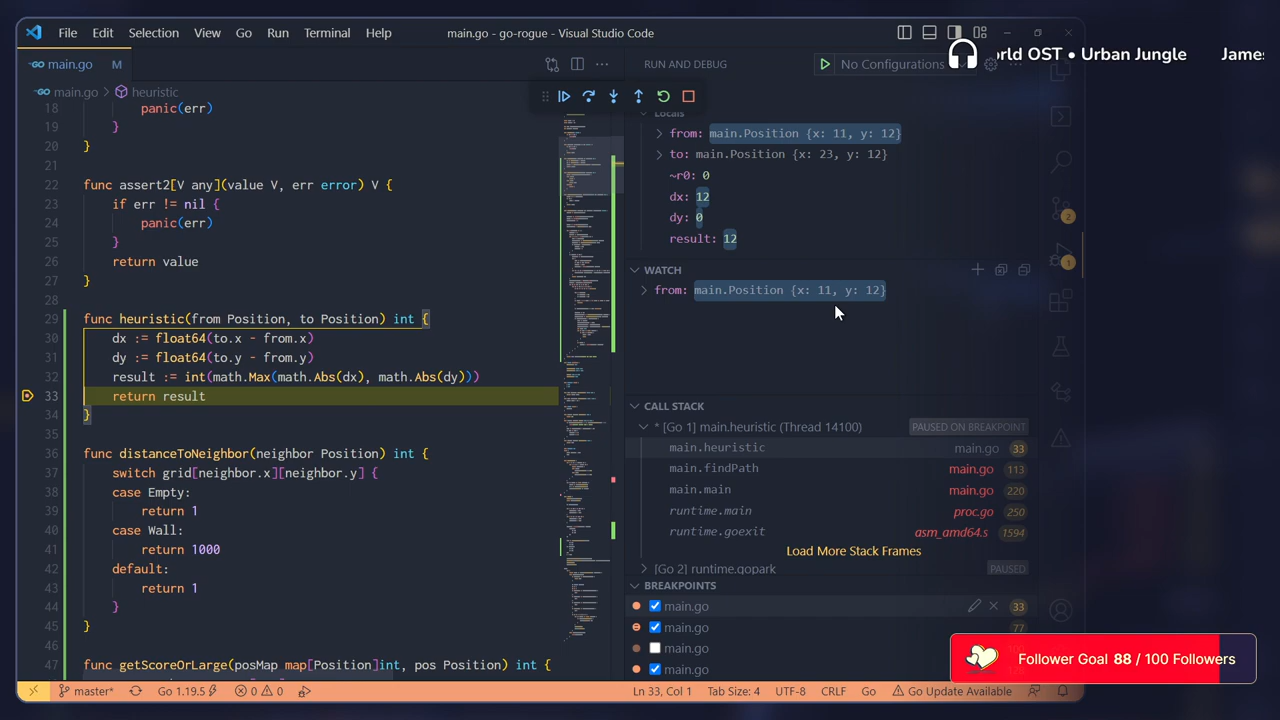 File Edit Selection View Go Run Terminal Help
main.go - go-rogue - Visual Studio Code
orld OST • Urban Jungle James
main.go M
main.go > heuristic
18 panic(err)
19 }
20 }
21
22 func assert2[V any](value V, err error) V {
23 if err != nil {
24 panic(err)
25 }
26 return value
27 }
28
29 func heuristic(from Position, to Position) int {
30 dx := float64(to.x - from.x)
31 dy := float64(to.y - from.y)
32 result := int(math.Max(math.Abs(dx), math.Abs(dy)))
33 return result
34 }
35
36 func distanceToNeighbor(neighbor Position) int {
37 switch grid[neighbor.x][neighbor.y] {
38 case Empty:
39 return 1
40 case Wall:
41 return 1000
42 default:
43 return 1
44 }
45 }
46
47 func getScoreOrLarge(posMap map[Position]int, pos Position) int {
RUN AND DEBUG
No Configurations
Locals
from: main.Position {x: 11, y: 12}
to: main.Position {x: 23, y: 12}
~r0: 0
dx: 12
dy: 0
result: 12
WATCH
from: main.Position {x: 11, y: 12}
CALL STACK
* [Go 1] main.heuristic (Thread 14100) PAUSED ON BREAKPOINT
main.heuristic main.go 33
main.findPath main.go 113
main.main main.go 220
runtime.main proc.go 250
runtime.goexit asm_amd64.s 1594
Load More Stack Frames
[Go 2] runtime.gopark PAUSED
BREAKPOINTS
main.go 33
main.go 77
main.go
main.go
2
1
Follower Goal 88 / 100 Followers
master* Go 1.19.5 0 0 Ln 33, Col 1 Tab Size: 4 UTF-8 CRLF Go Go Update Available